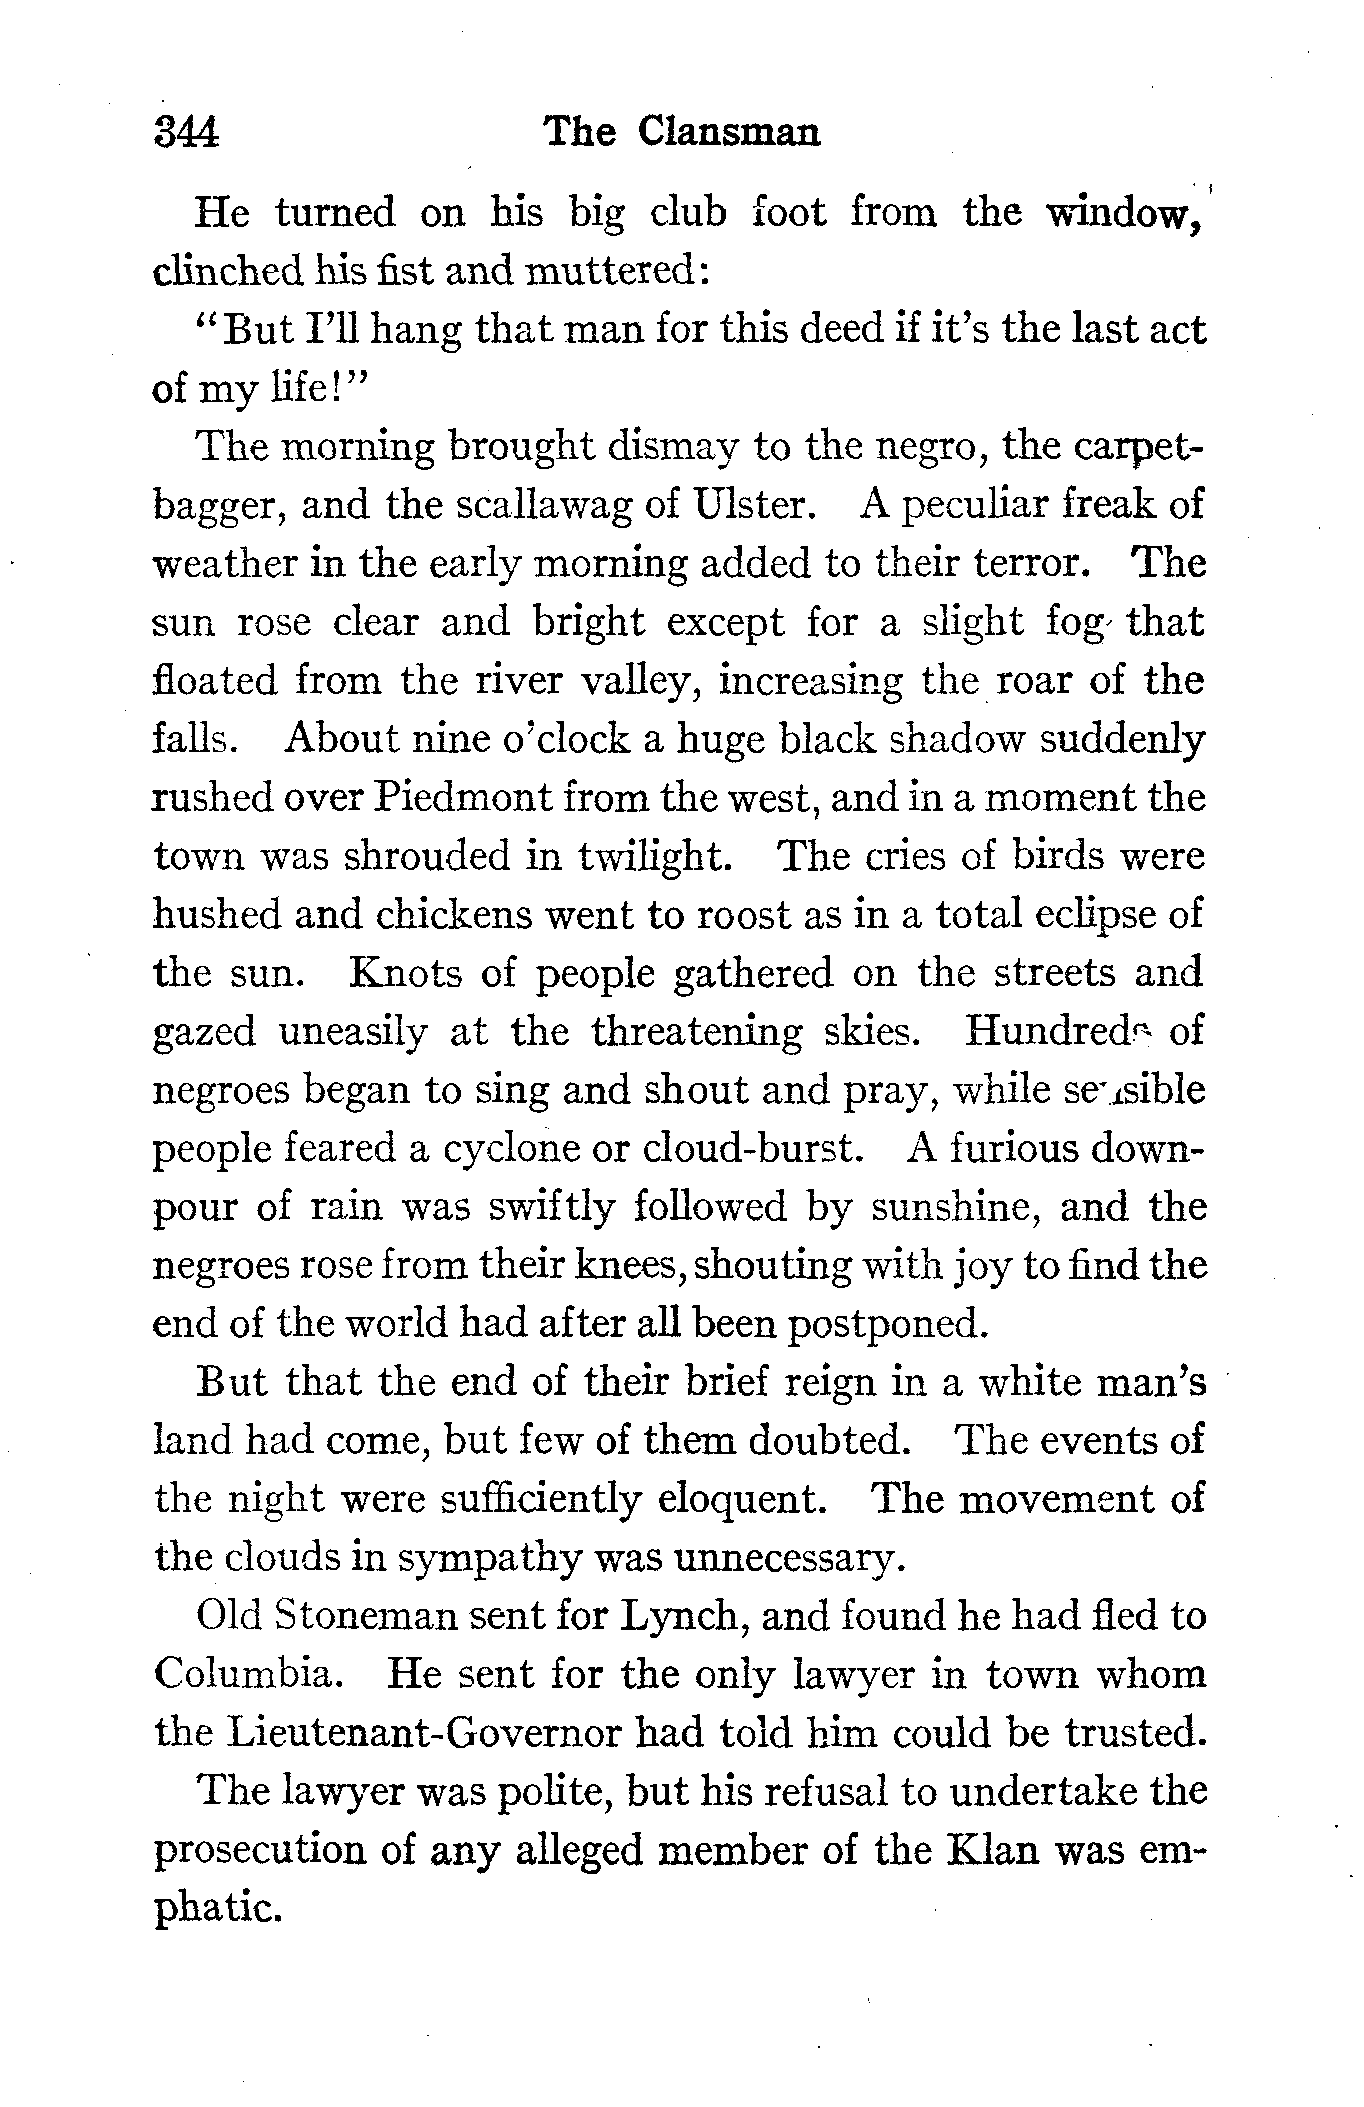 344 The Clansman
He turned on his big club foot from the window,
clinched his fist and muttered:
"But I'll hang that man for this deed if it's the last act
of my life!"
The morning brought dismay to the negro, the carpet-
bagger, and the scallawag of Ulster. A peculiar freak of
weather in the early morning added to their terror. The
sun rose clear and bright except for a slight fog that
floated from the river valley, increasing the roar of the
falls. About nine o'clock a huge black shadow suddenly
rushed over Piedmont from the west, and in a moment the
town was shrouded in twilight. The cries of birds were
hushed and chickens went to roost as in a total eclipse of
the sun. Knots of people gathered on the streets and
gazed uneasily at the threatening skies. Hundreds of
negroes began to sing and shout and pray, while sensible
people feared a cyclone or cloud-burst. A furious down-
pour of rain was swiftly followed by sunshine, and the
negroes rose from their knees, shouting with joy to find the
end of the world had after all been postponed.
But that the end of their brief reign in a white man's
land had come, but few of them doubted. The events of
the night were sufficiently eloquent. The movement of
the clouds in sympathy was unnecessary.
Old Stoneman sent for Lynch, and found he had fled to
Columbia. He sent for the only lawyer in town whom
the Lieutenant-Governor had told him could be trusted.
The lawyer was polite, but his refusal to undertake the
prosecution of any alleged member of the Klan was em-
phatic.